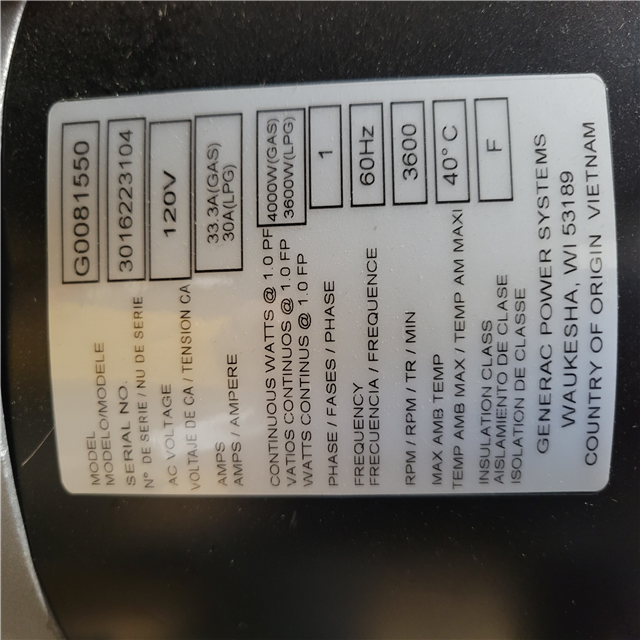 MODEL
MODELO/MODELE
G0081550
SERIAL NO.
Nº DE SERIE / NU DE SERIE
30162223104
AC VOLTAGE
VOLTAJE DE CA / TENSION CA
120V
AMPS
AMPS / AMPERE
33.3A(GAS)
30A(LPG)
CONTINUOUS WATTS @ 1.0 PF
VATIOS CONTINUOS @ 1.0 FP
WATTS CONTINUS @ 1.0 FP
4000W(GAS)
3600W(LPG)
PHASE / FASES / PHASE
1
FREQUENCY
FRECUENCIA / FREQUENCE
60Hz
RPM / RPM / TR / MIN
3600
MAX AMB TEMP
TEMP AMB MAX / TEMP AM MAXI
40°C
INSULATION CLASS
AISLAMIENTO DE CLASE
ISOLATION DE CLASSE
F
GENERAC POWER SYSTEMS
WAUKESHA, WI 53189
COUNTRY OF ORIGIN VIETNAM